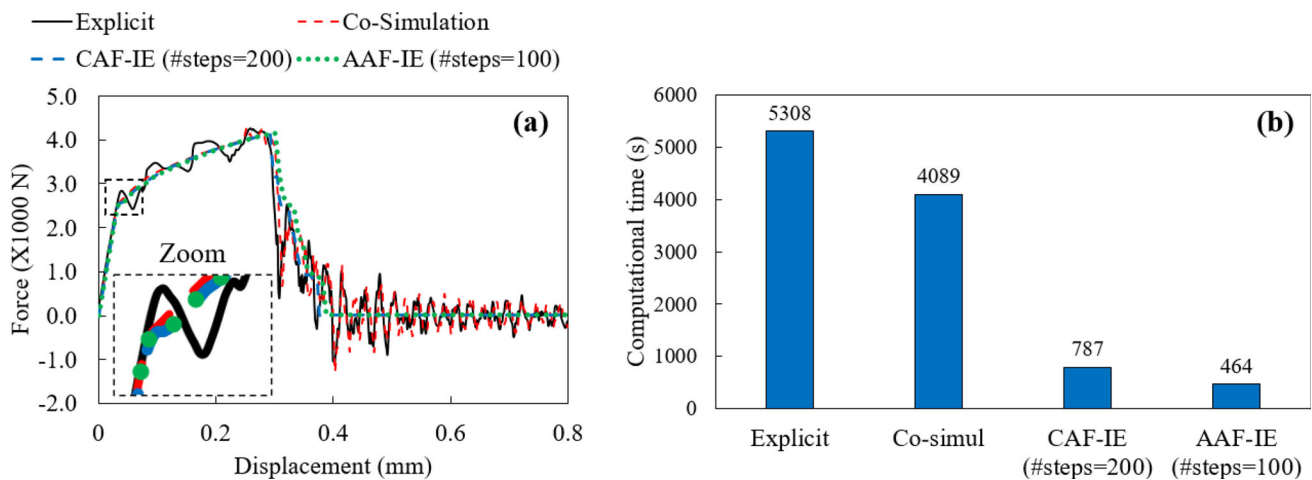 Explicit
Co-Simulation
CAF-IE (#steps=200)
AAF-IE (#steps=100)
(a)
5.0
4.0
3.0
2.0
1.0
0.0
-1.0
-2.0
Force (X1000 N)
Zoom
0
0.2
0.4
0.6
0.8
Displacement (mm)
(b)
6000
5000
4000
3000
2000
1000
0
Computational time (s)
5308
4089
787
464
Explicit
Co-simul
CAF-IE
(#steps=200)
AAF-IE
(#steps=100)